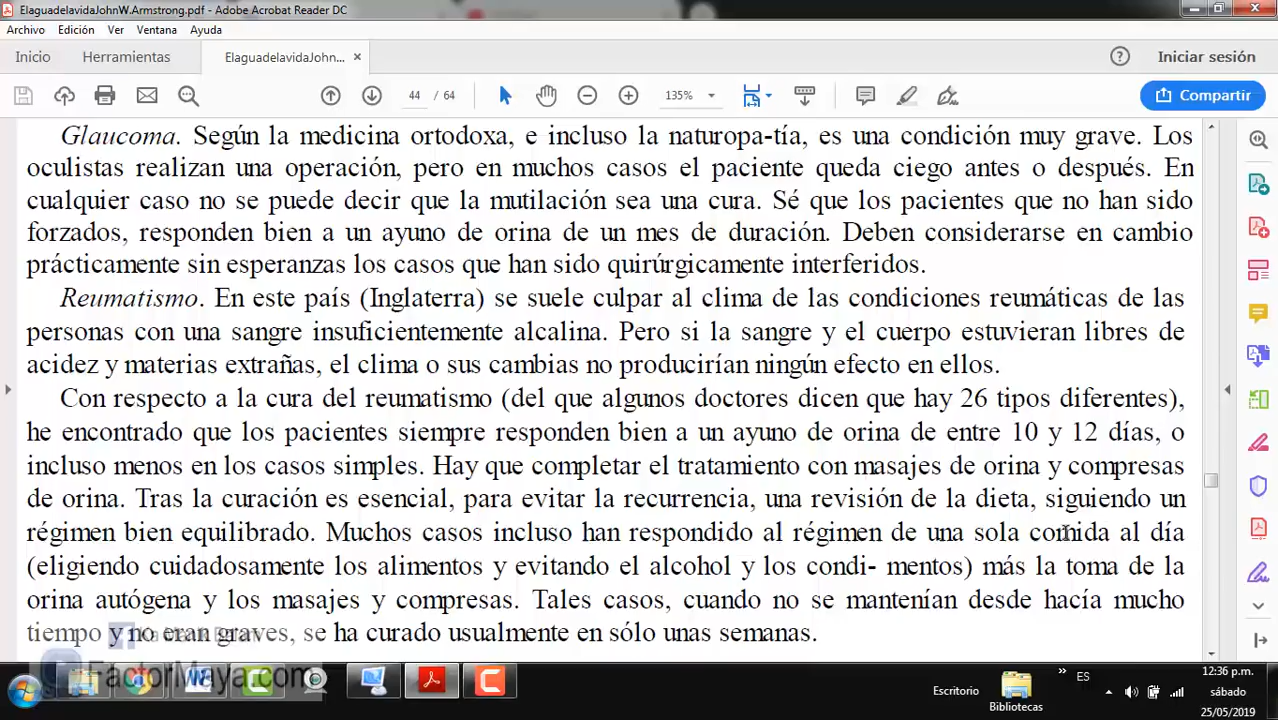 ElaguadelavidaJohnW.Armstrong.pdf - Adobe Acrobat Reader DC
Archivo Edición Ver Ventana Ayuda
Inicio Herramientas ElaguadelavidaJohn... × Iniciar sesión
44 / 64 135% Compartir
Glaucoma. Según la medicina ortodoxa, e incluso la naturopa-tía, es una condición muy grave. Los
oculistas realizan una operación, pero en muchos casos el paciente queda ciego antes o después. En
cualquier caso no se puede decir que la mutilación sea una cura. Sé que los pacientes que no han sido
forzados, responden bien a un ayuno de orina de un mes de duración. Deben considerarse en cambio
prácticamente sin esperanzas los casos que han sido quirúrgicamente interferidos.
Reumatismo. En este país (Inglaterra) se suele culpar al clima de las condiciones reumáticas de las
personas con una sangre insuficientemente alcalina. Pero si la sangre y el cuerpo estuvieran libres de
acidez y materias extrañas, el clima o sus cambias no producirían ningún efecto en ellos.
Con respecto a la cura del reumatismo (del que algunos doctores dicen que hay 26 tipos diferentes),
he encontrado que los pacientes siempre responden bien a un ayuno de orina de entre 10 y 12 días, o
incluso menos en los casos simples. Hay que completar el tratamiento con masajes de orina y compresas
de orina. Tras la curación es esencial, para evitar la recurrencia, una revisión de la dieta, siguiendo un
régimen bien equilibrado. Muchos casos incluso han respondido al régimen de una sola comida al día
(eligiendo cuidadosamente los alimentos y evitando el alcohol y los condi- mentos) más la toma de la
orina autógena y los masajes y compresas. Tales casos, cuando no se mantenían desde hacía mucho
tiempo y no eran graves, se ha curado usualmente en sólo unas semanas.
FactorMaya.com
Escritorio Bibliotecas » ES 12:36 p.m.
sábado
25/05/2019